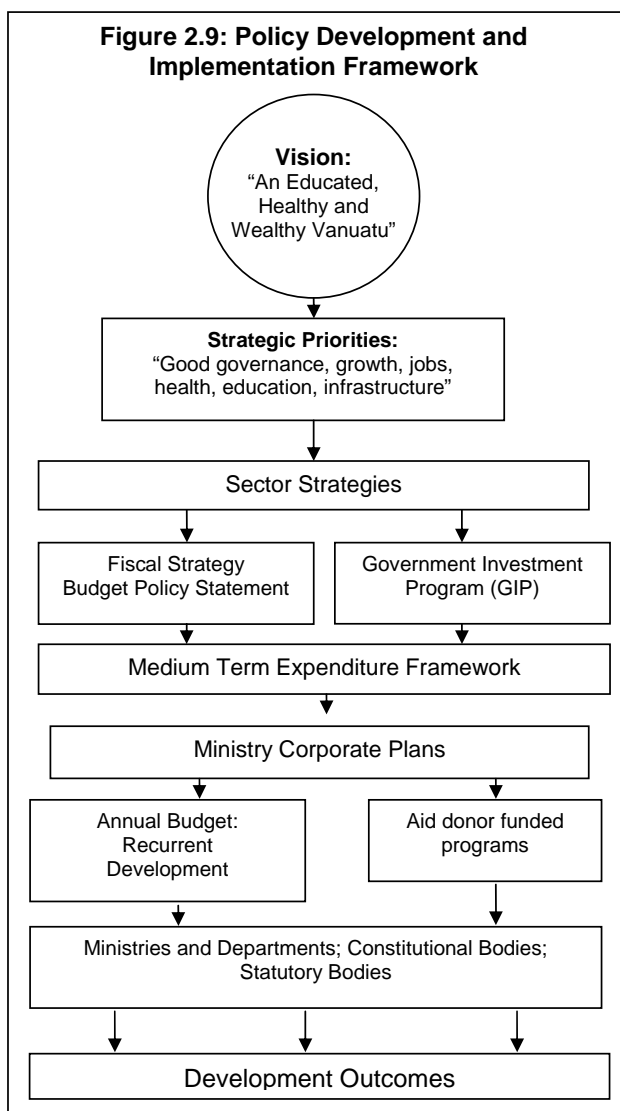 Figure 2.9: Policy Development and
Implementation Framework
Vision:
“An Educated,
Healthy and
Wealthy Vanuatu”
Strategic Priorities:
“Good governance, growth, jobs,
health, education, infrastructure”
Sector Strategies
Fiscal Strategy
Budget Policy Statement
Government Investment
Program (GIP)
Medium Term Expenditure Framework
Ministry Corporate Plans
Annual Budget:
Recurrent
Development
Aid donor funded
programs
Ministries and Departments; Constitutional Bodies;
Statutory Bodies
Development Outcomes